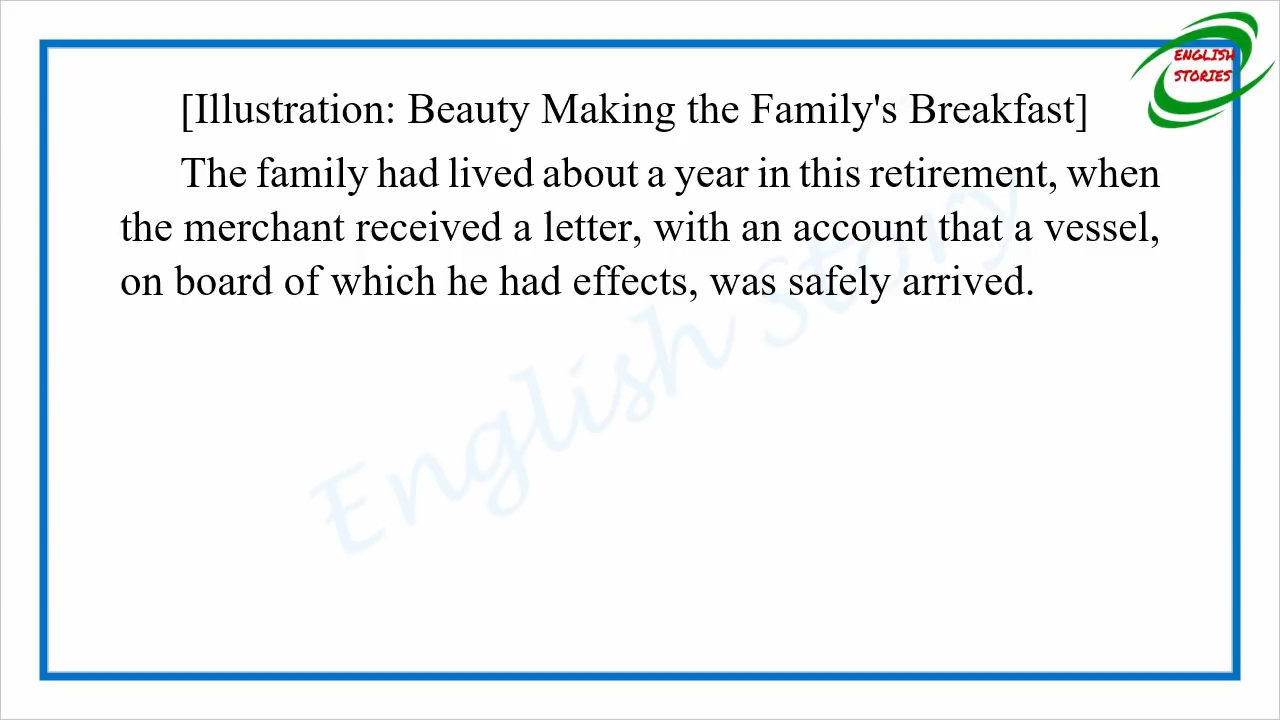 ENGLISH
STORIES
[Illustration: Beauty Making the Family's Breakfast]
The family had lived about a year in this retirement, when
the merchant received a letter, with an account that a vessel,
on board of which he had effects, was safely arrived.
English Story